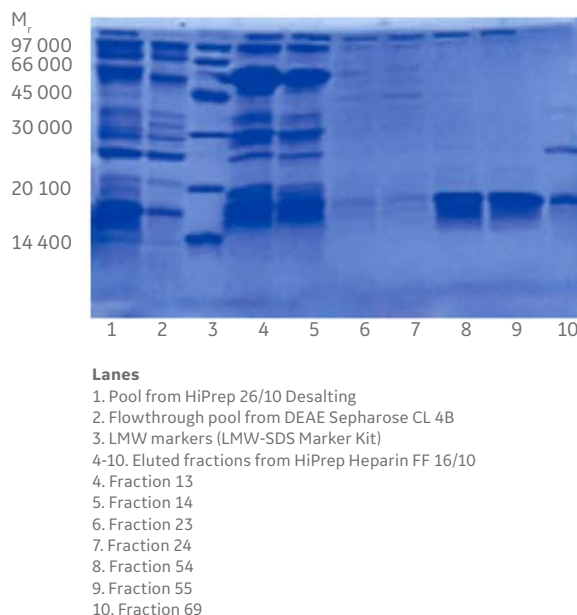 Mr
97 000
66 000
45 000
30 000
20 100
14 400
1 2 3 4 5 6 7 8 9 10
Lanes
1. Pool from HiPrep 26/10 Desalting
2. Flowthrough pool from DEAE Sepharose CL 4B
3. LMW markers (LMW-SDS Marker Kit)
4-10. Eluted fractions from HiPrep Heparin FF 16/10
4. Fraction 13
5. Fraction 14
6. Fraction 23
7. Fraction 24
8. Fraction 54
9. Fraction 55
10. Fraction 69